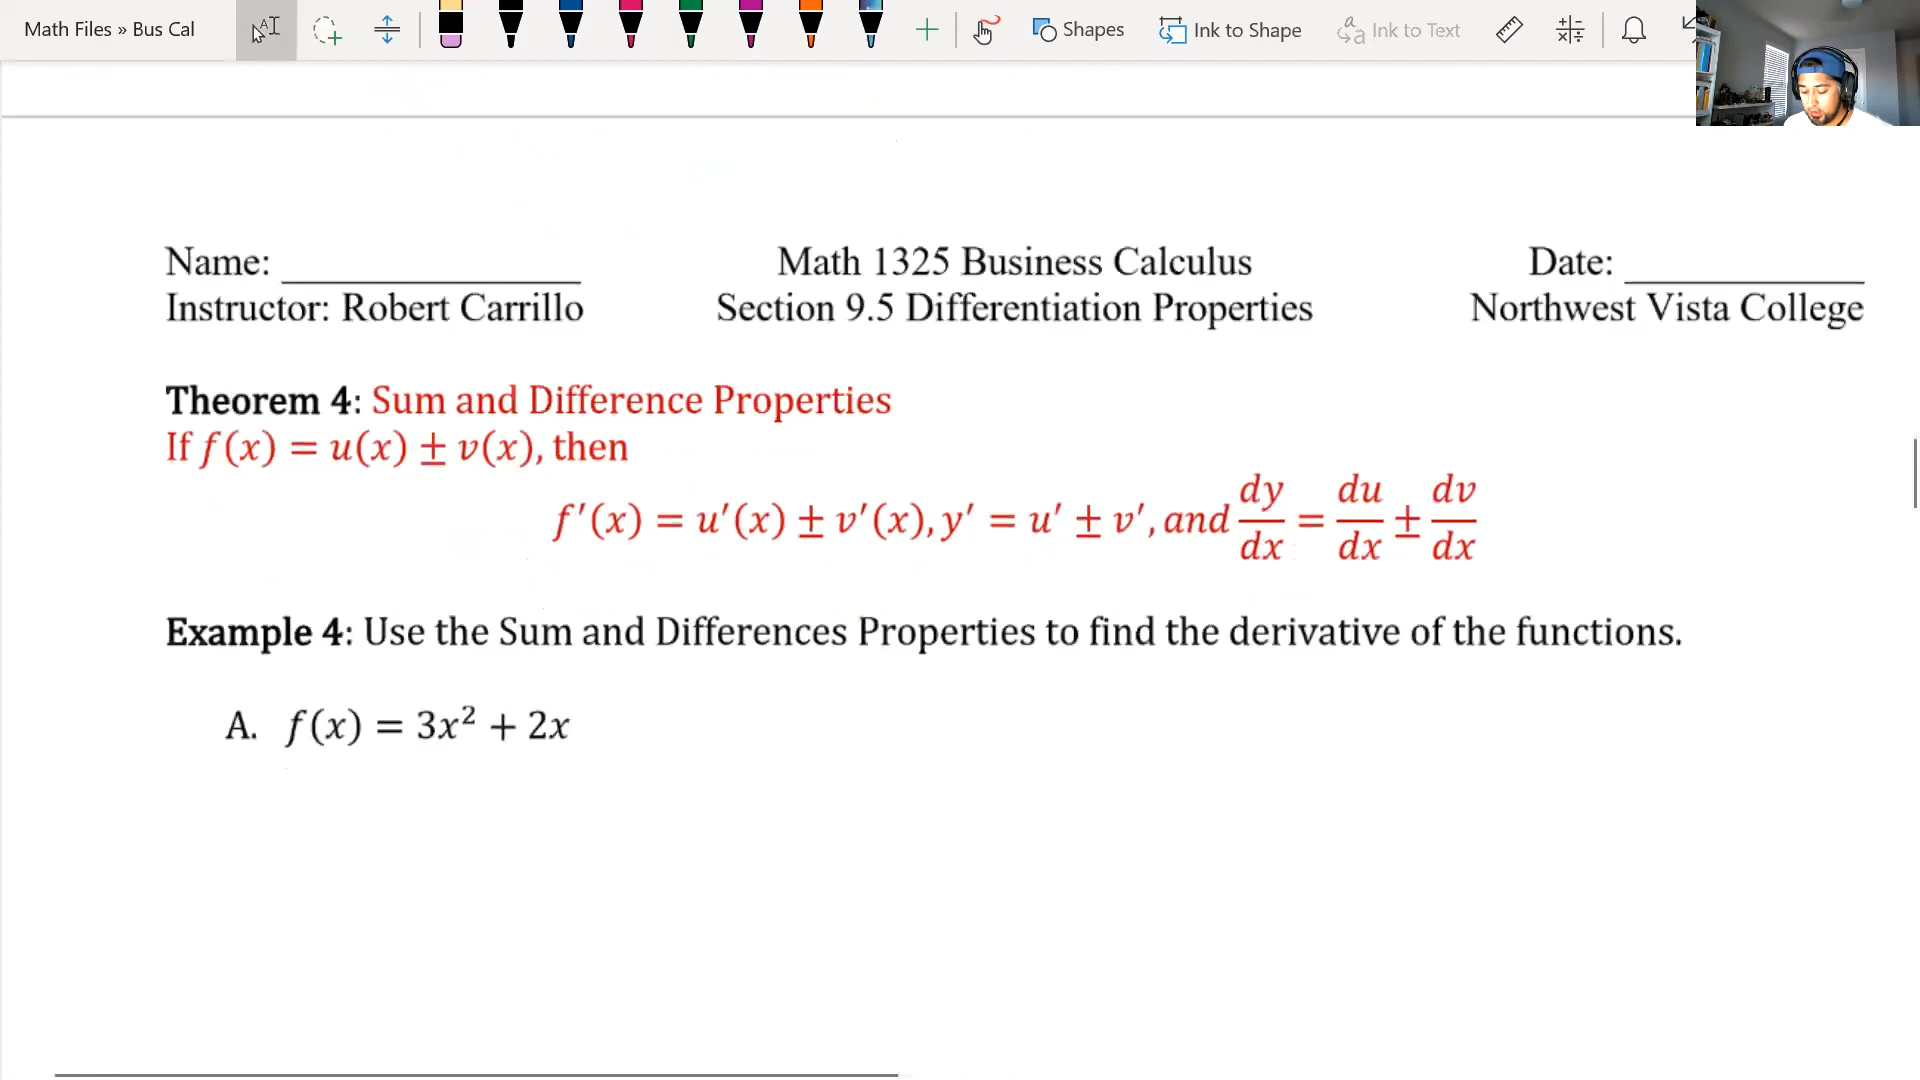 Math Files » Bus Cal
Shapes
Ink to Shape
Ink to Text
Name: ______________
Math 1325 Business Calculus
Date: ___________
Instructor: Robert Carrillo
Section 9.5 Differentiation Properties
Northwest Vista College
Theorem 4: Sum and Difference Properties
If f(x) = u(x) ± v(x), then
f′(x) = u′(x) ± v′(x), y′ = u′ ± v′, and dy/dx = du/dx ± dv/dx
Example 4: Use the Sum and Differences Properties to find the derivative of the functions.
A. f(x) = 3x² + 2x